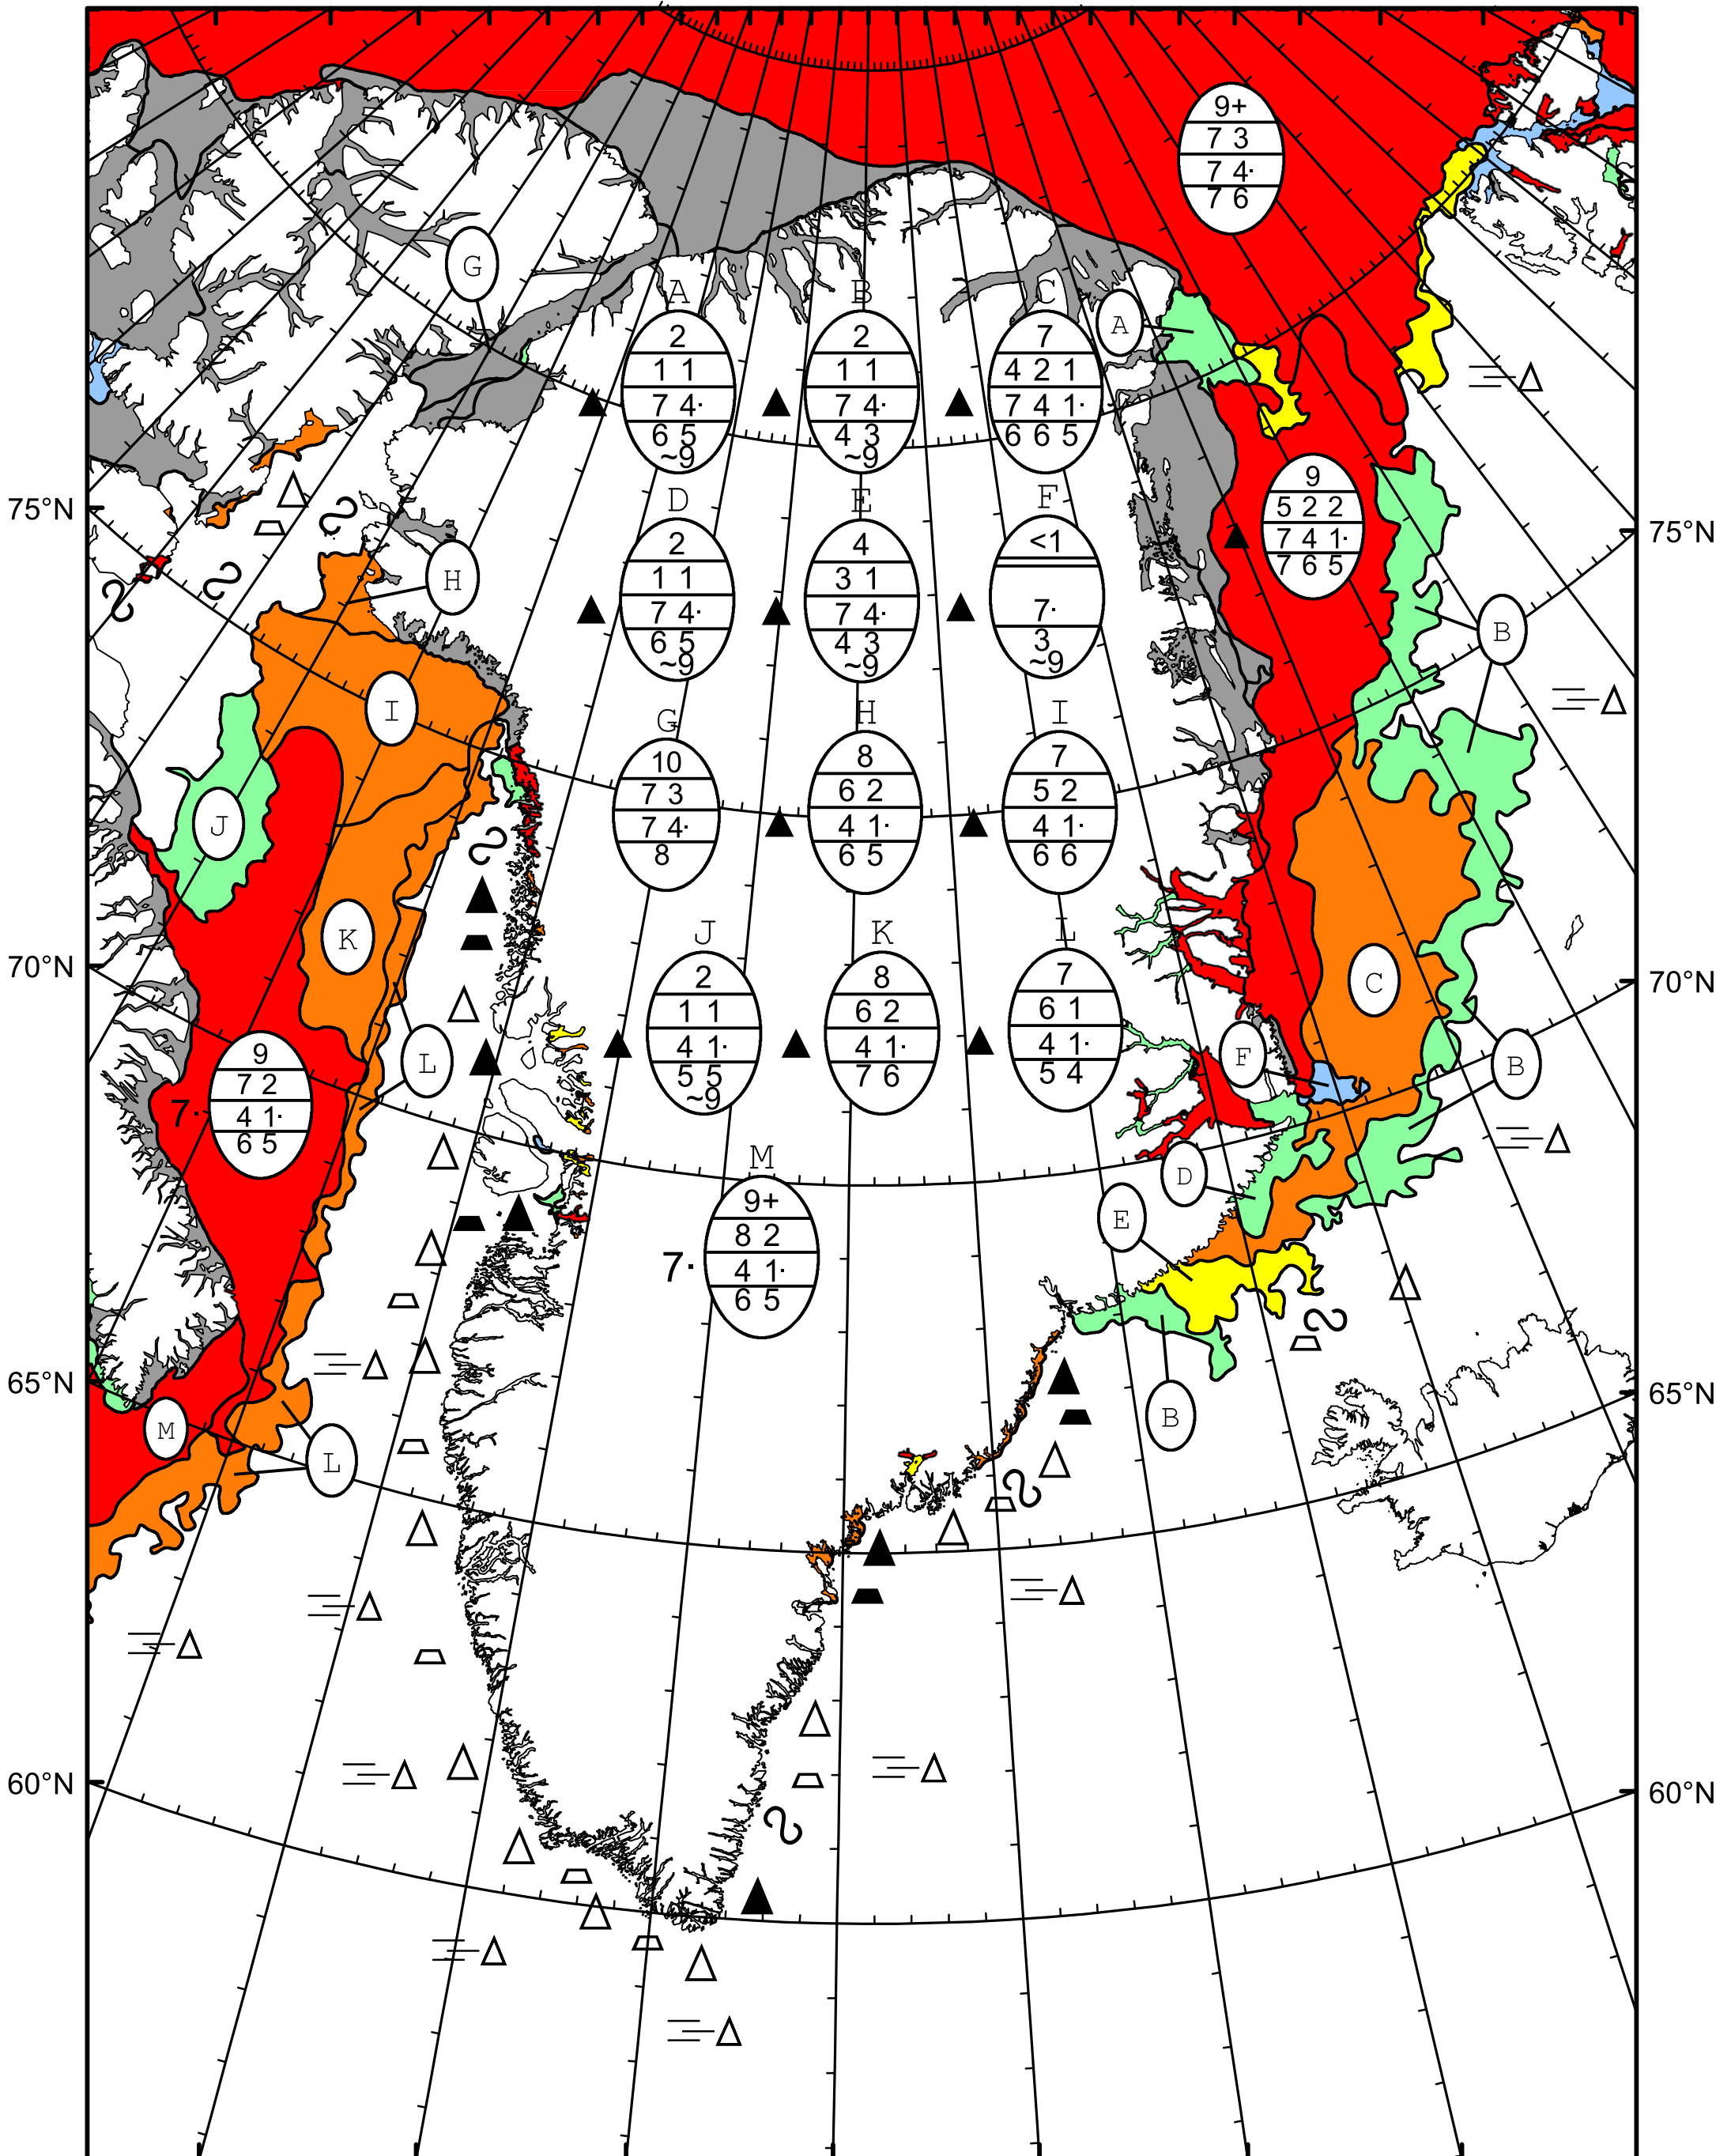 9+
7 3
7 4·
7 6
G
A
B
C
A
2
1 1
7 4·
6 5
~9
2
1 1
7 4·
4 3
~9
7
4 2 1
7 4 1·
6 6 5
9
5 2 2
7 4 1·
7 6 5
75°N
75°N
D
E
F
2
1 1
7 4·
6 5
~9
4
3 1
7 4·
4 3
~9
<1
7·
3
~9
H
B
I
G
H
I
10
7 3
7 4·
8
8
6 2
4 1·
6 5
7
5 2
4 1·
6 6
J
K
J
K
L
C
70°N
70°N
2
1 1
4 1·
5 5
~9
8
6 2
4 1·
7 6
7
6 1
4 1·
5 4
9
7 2
7· 4 1·
6 5
L
F
B
D
E
M
9+
8 2
7· 4 1·
6 5
65°N
65°N
M
B
L
60°N
60°N